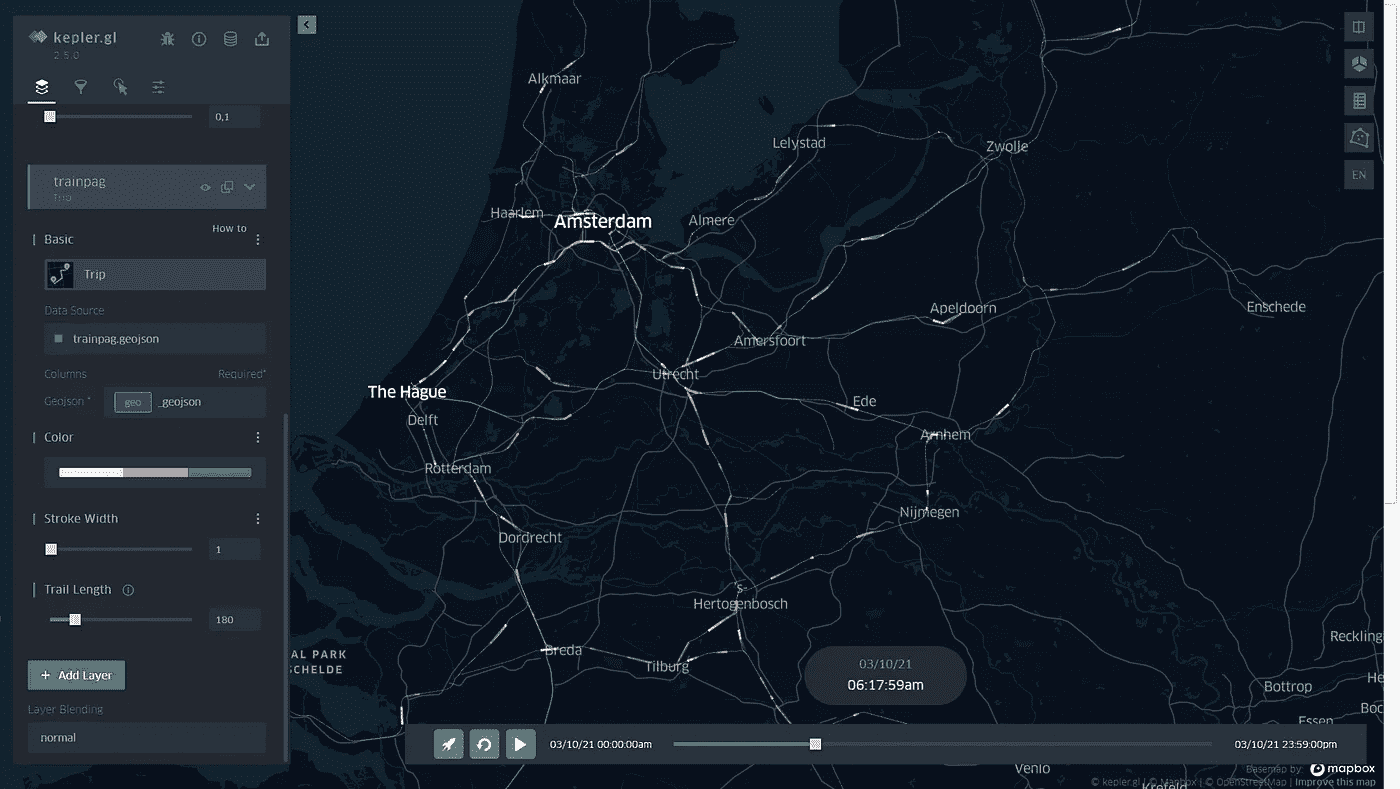 kepler.gl
2.5.0
0,1
trainpag
Trip
How to
Basic
Trip
Data Source
trainpag.geojson
Columns Required*
Geojson * geo _geojson
Color
Stroke Width
1
Trail Length
180
+ Add Layer
Layer Blending
normal
EN
Alkmaar
Lelystad
Zwolle
Haarlem
Amsterdam
Almere
Apeldoorn
Enschede
Amersfoort
Utrecht
The Hague
Delft
Ede
Arnhem
Rotterdam
Nijmegen
Dordrecht
's-
Hertogenbosch
AL PARK
SCHELDE
Breda
Tilburg
Reckling
He
Bottrop
Boc
Essen
03/10/21
06:17:59am
03/10/21 00:00:00am
03/10/21 23:59:00pm
Venlo
Krefeld
Basemap by: mapbox
© kepler.gl | © Mapbox | © OpenStreetMap | Improve this map